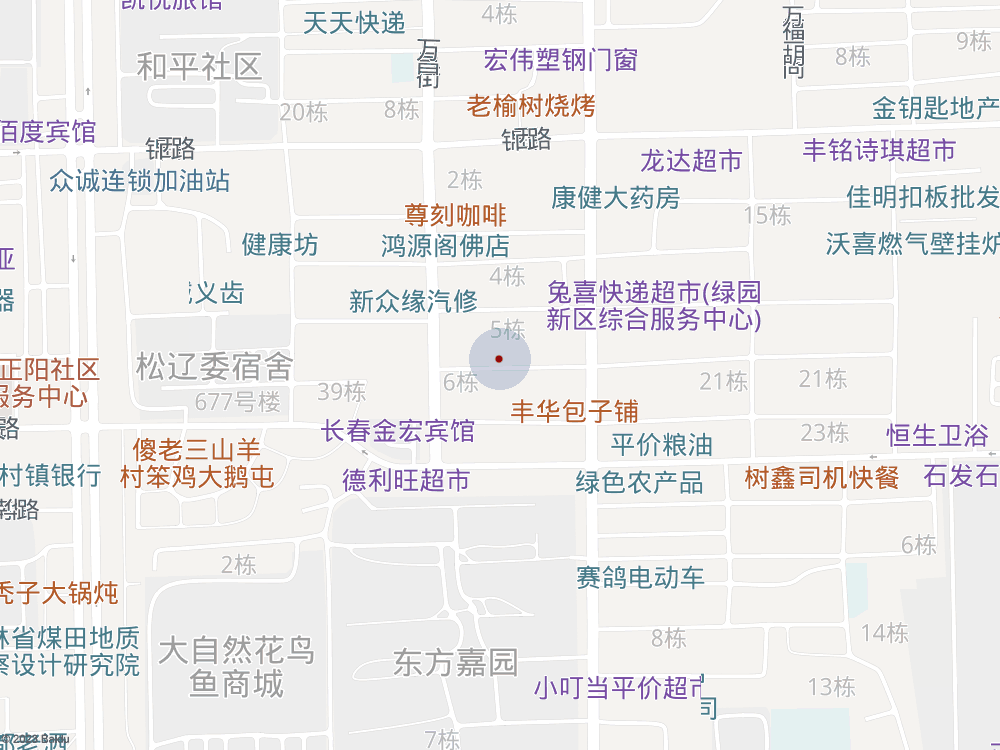 凯悦旅馆
4栋
天天快递
万昌街
万福胡同
9栋
和平社区
宏伟塑钢门窗
8栋
20栋
8栋
老榆树烧烤
金钥匙地产
佰度宾馆
锦西路
锦西路
龙达超市
丰铭诗琪超市
众诚连锁加油站
2栋
康健大药房
佳明扣板批发
尊刻咖啡
15栋
健康坊
鸿源阁佛店
沃喜燃气壁挂炉
亚
4栋
器
义齿
新众缘汽修
兔喜快递超市(绿园
新区综合服务中心)
5栋
松辽委宿舍
正阳社区
服务中心
677号楼
39栋
6栋
21栋
21栋
丰华包子铺
路
长春金宏宾馆
平价粮油
23栋
恒生卫浴
傻老三山羊
村笨鸡大鹅屯
村镇银行
德利旺超市
绿色农产品
树鑫司机快餐
石发石
路
2栋
6栋
秃子大锅炖
赛鸽电动车
林省煤田地质
察设计研究院
大自然花鸟
鱼商城
东方嘉园
8栋
14栋
小叮当平价超市
13栋
司
7栋
都老酒
Baidu